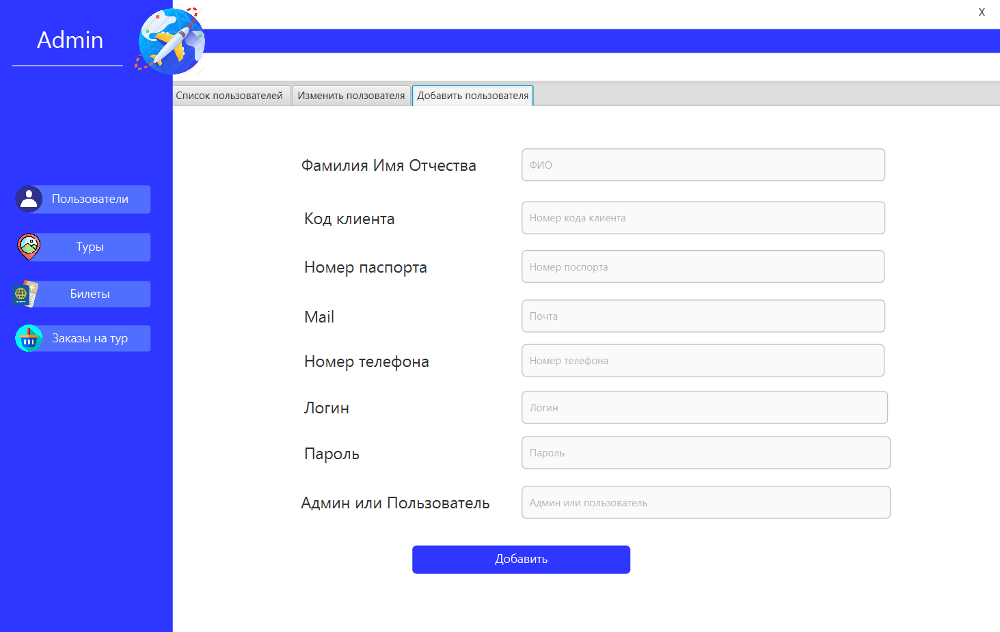 X
Admin
Список пользователей Изменить ползователя Добавить пользователя
Пользователи
Туры
Билеты
Заказы на тур
Фамилия Имя Отчества ФИО
Код клиента Номер кода клиента
Номер паспорта Номер поспорта
Mail Почта
Номер телефона Номер телефона
Логин Логин
Пароль Пароль
Админ или Пользователь Админ или пользователь
Добавить